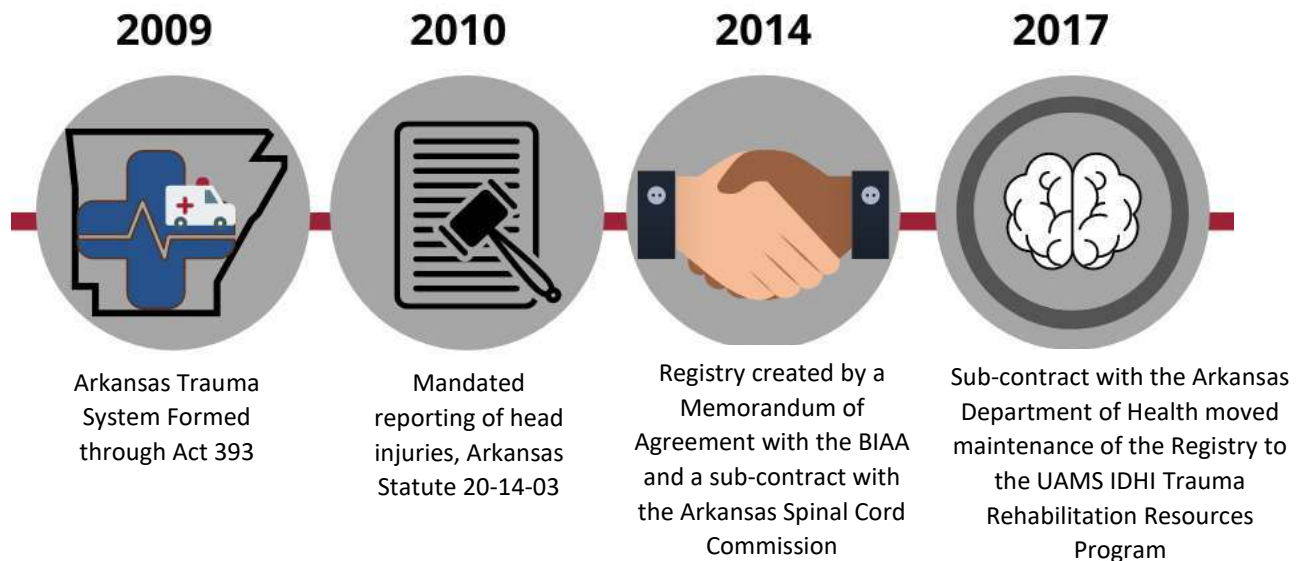 2009
Arkansas Trauma
System Formed
through Act 393
2010
Mandated
reporting of head
injuries, Arkansas
Statute 20-14-03
2014
Registry created by a
Memorandum of
Agreement with the BIAA
and a sub-contract with
the Arkansas Spinal Cord
Commission
2017
Sub-contract with the Arkansas
Department of Health moved
maintenance of the Registry to
the UAMS IDHI Trauma
Rehabilitation Resources
Program